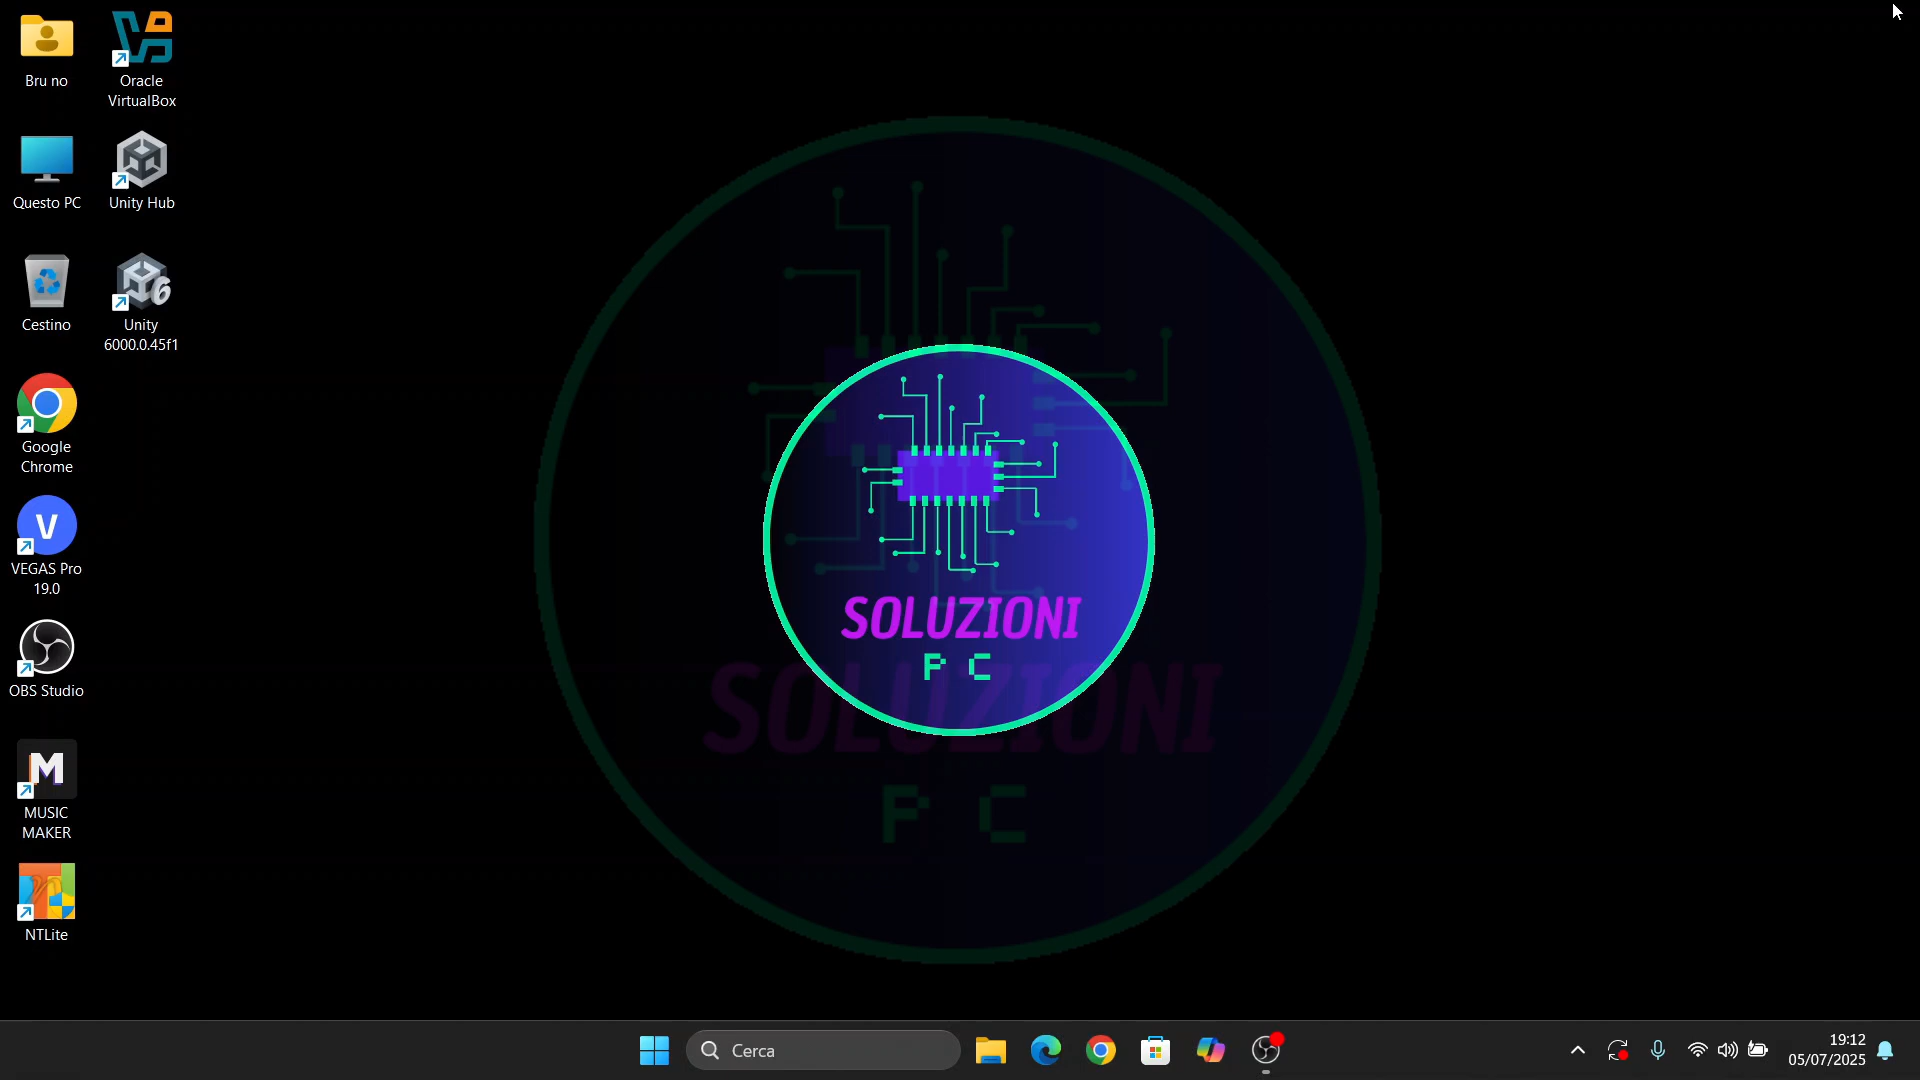 Bru no
Oracle
VirtualBox
Questo PC
Unity Hub
Cestino
Unity
6000.0.45f1
Google
Chrome
V
VEGAS Pro
19.0
OBS Studio
M
MUSIC
MAKER
NTLite
SOLUZIONI
P C
SOLUZIONI
P C
Cerca
19:12
05/07/2025